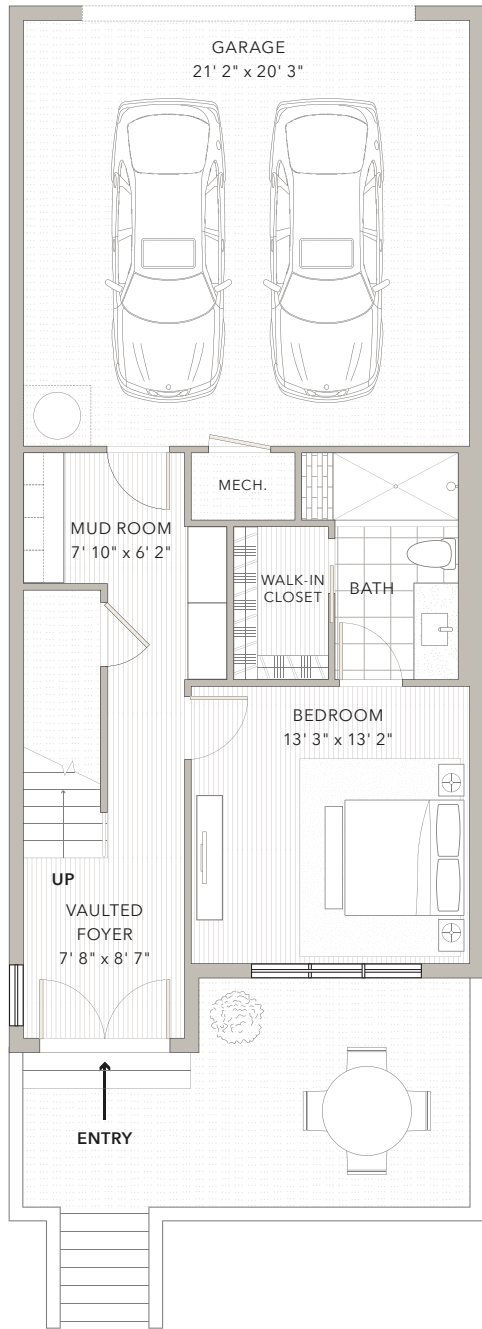 GARAGE
21' 2" x 20' 3"
MECH.
MUD ROOM
7' 10" x 6' 2"
WALK-IN
CLOSET
BATH
BEDROOM
13' 3" x 13' 2"
UP
VAULTED
FOYER
7' 8" x 8' 7"
ENTRY